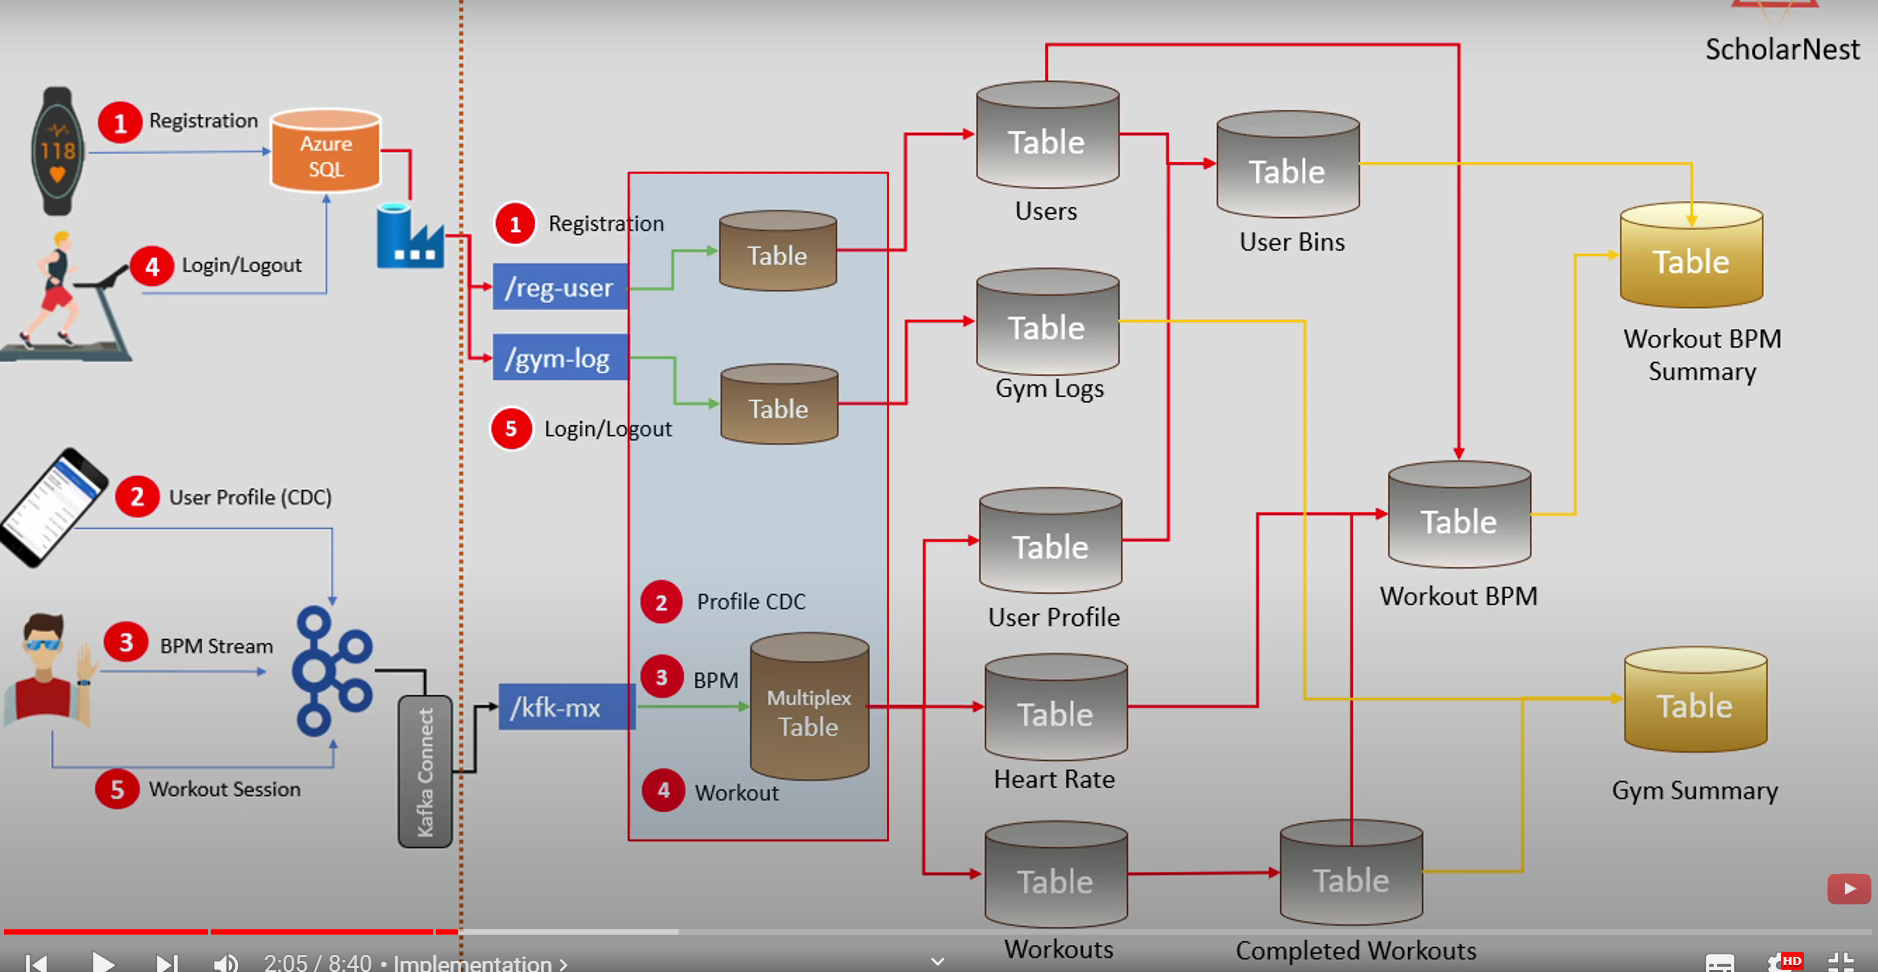 ScholarNest
118
1
Registration
Azure
SQL
4
Login/Logout
2
User Profile (CDC)
3
BPM Stream
5
Workout Session
Kafka Connect
1
Registration
/reg-user
/gym-log
5
Login/Logout
/kfk-mx
Table
Table
2
Profile CDC
3
BPM
Multiplex
Table
4
Workout
Table
Users
Table
User Bins
Table
Gym Logs
Table
User Profile
Table
Heart Rate
Table
Workouts
Table
Completed Workouts
Table
Workout BPM
Table
Workout BPM
Summary
Table
Gym Summary
2:05 / 8:40 • Implementation >
HD